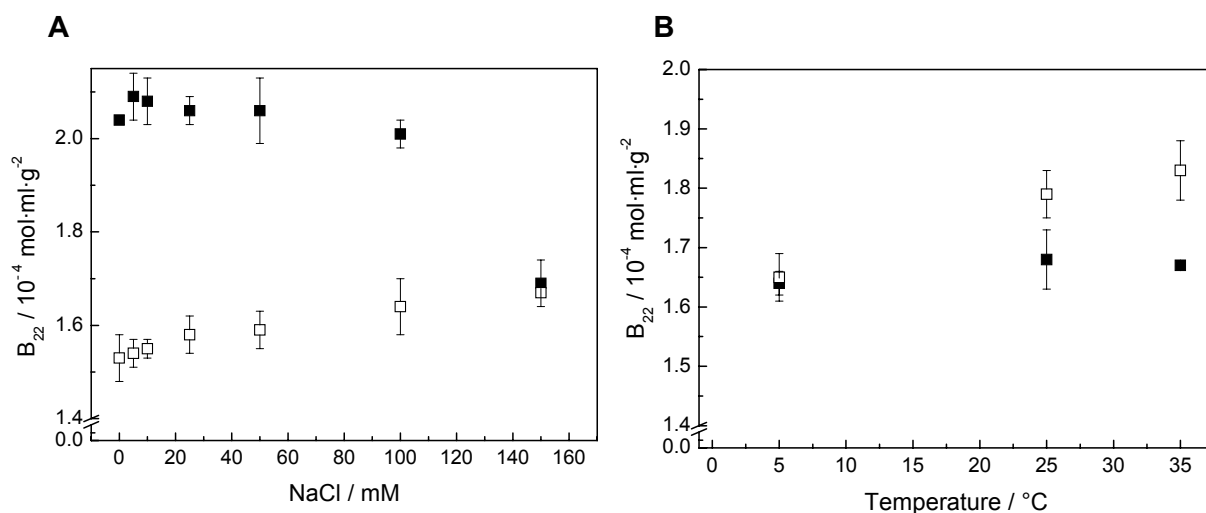 A
B₂₂ / 10⁻⁴ mol·ml·g⁻²
2.0
1.8
1.6
1.4
0.0
0 20 40 60 80 100 120 140 160
NaCl / mM
B
B₂₂ / 10⁻⁴ mol·ml·g⁻²
2.0
1.9
1.8
1.7
1.6
1.5
1.4
0.0
0 5 10 15 20 25 30 35
Temperature / °C